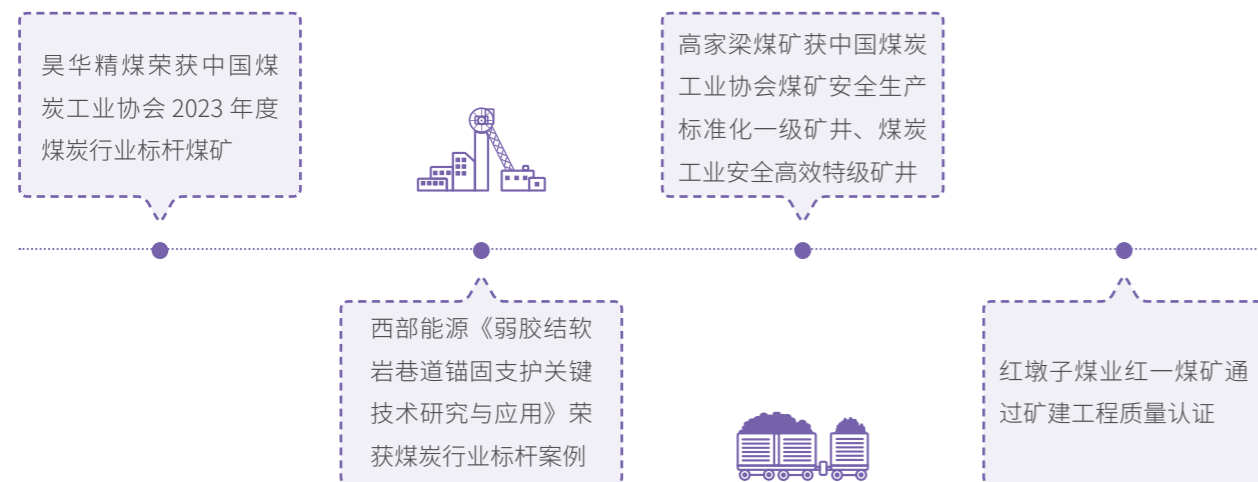 昊华精煤荣获中国煤
炭工业协会 2023 年度
煤炭行业标杆煤矿
西部能源《弱胶结软
岩巷道锚固支护关键
技术研究与应用》荣
获煤炭行业标杆案例
高家梁煤矿获中国煤炭
工业协会煤矿安全生产
标准化一级矿井、煤炭
工业安全高效特级矿井
红墩子煤业红一煤矿通
过矿建工程质量认证